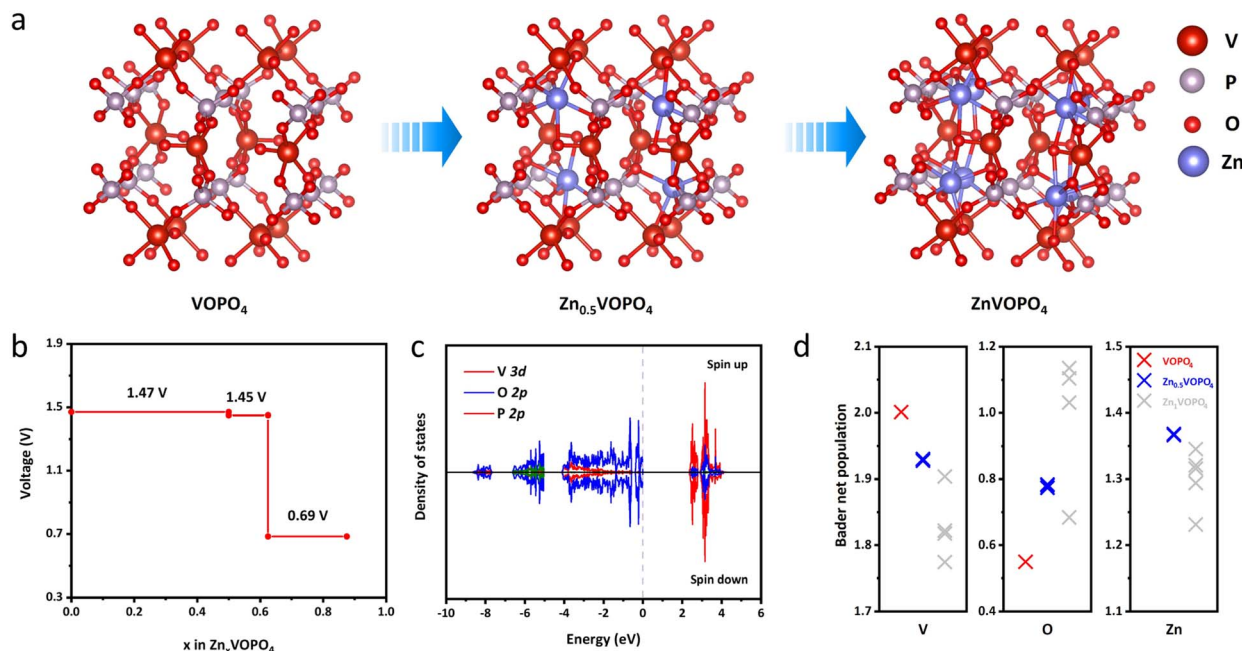 a
V
P
O
Zn
VOPO₄
Zn₀.₅VOPO₄
ZnVOPO₄
b
1.9
1.5
1.1
0.7
0.3
Voltage (V)
1.47 V
1.45 V
0.69 V
0.0
0.2
0.4
0.6
0.8
1.0
x in ZnₓVOPO₄
c
Density of states
V 3d
O 2p
P 2p
Spin up
Spin down
-10
-8
-6
-4
-2
0
2
4
6
Energy (eV)
d
Bader net population
2.1
2.0
1.9
1.8
1.7
V
1.2
1.0
0.8
0.6
0.4
O
1.5
1.4
1.3
1.2
1.1
VOPO₄
Zn₀.₅VOPO₄
Zn₁VOPO₄
Zn